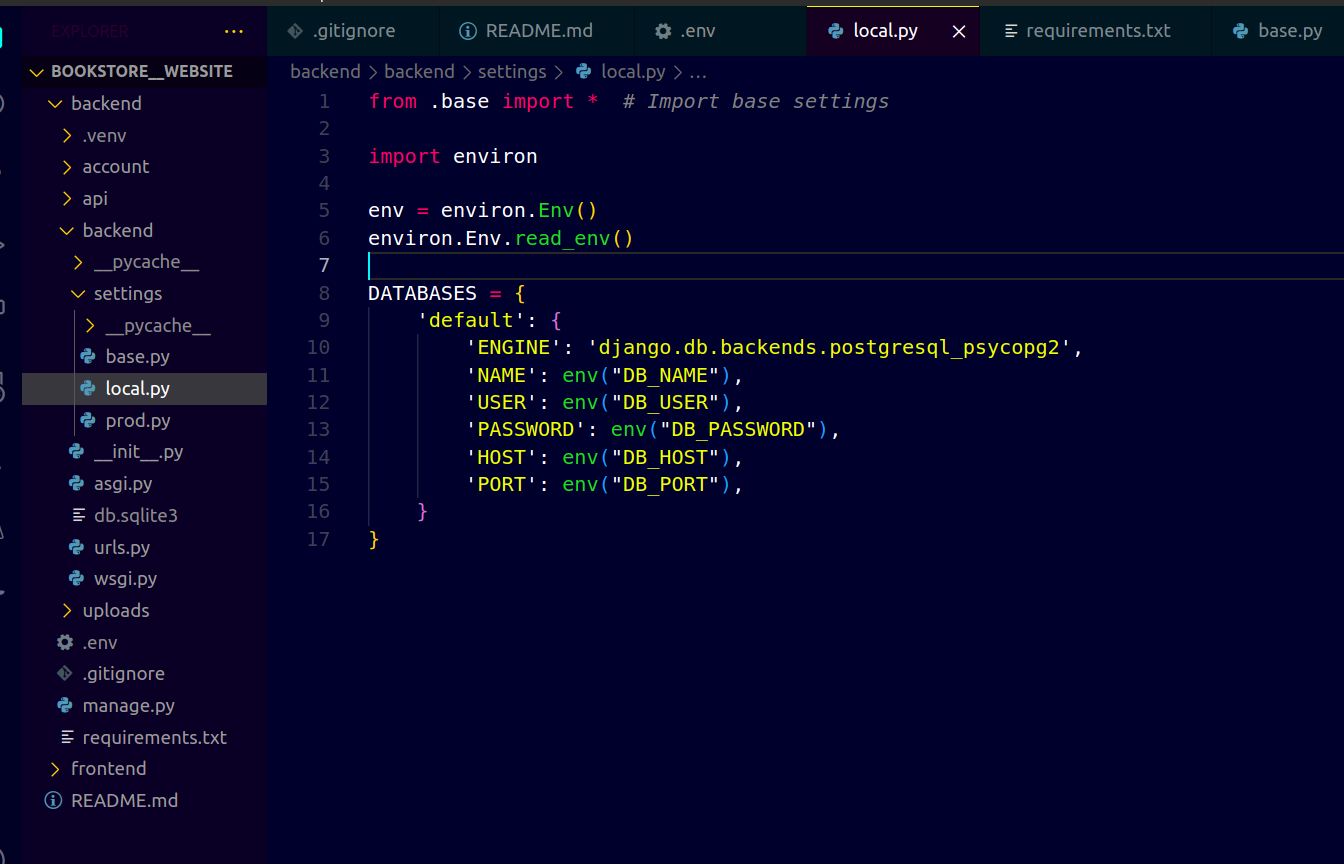 EXPLORER ...
.gitignore README.md .env local.py requirements.txt base.py
BOOKSTORE__WEBSITE
backend
.venv
account
api
backend
__pycache__
settings
__pycache__
base.py
local.py
prod.py
__init__.py
asgi.py
db.sqlite3
urls.py
wsgi.py
uploads
.env
.gitignore
manage.py
requirements.txt
frontend
README.md
backend > backend > settings > local.py > ...
1 from .base import *  # Import base settings
2
3 import environ
4
5 env = environ.Env()
6 environ.Env.read_env()
7
8 DATABASES = {
9     'default': {
10         'ENGINE': 'django.db.backends.postgresql_psycopg2',
11         'NAME': env("DB_NAME"),
12         'USER': env("DB_USER"),
13         'PASSWORD': env("DB_PASSWORD"),
14         'HOST': env("DB_HOST"),
15         'PORT': env("DB_PORT"),
16     }
17 }